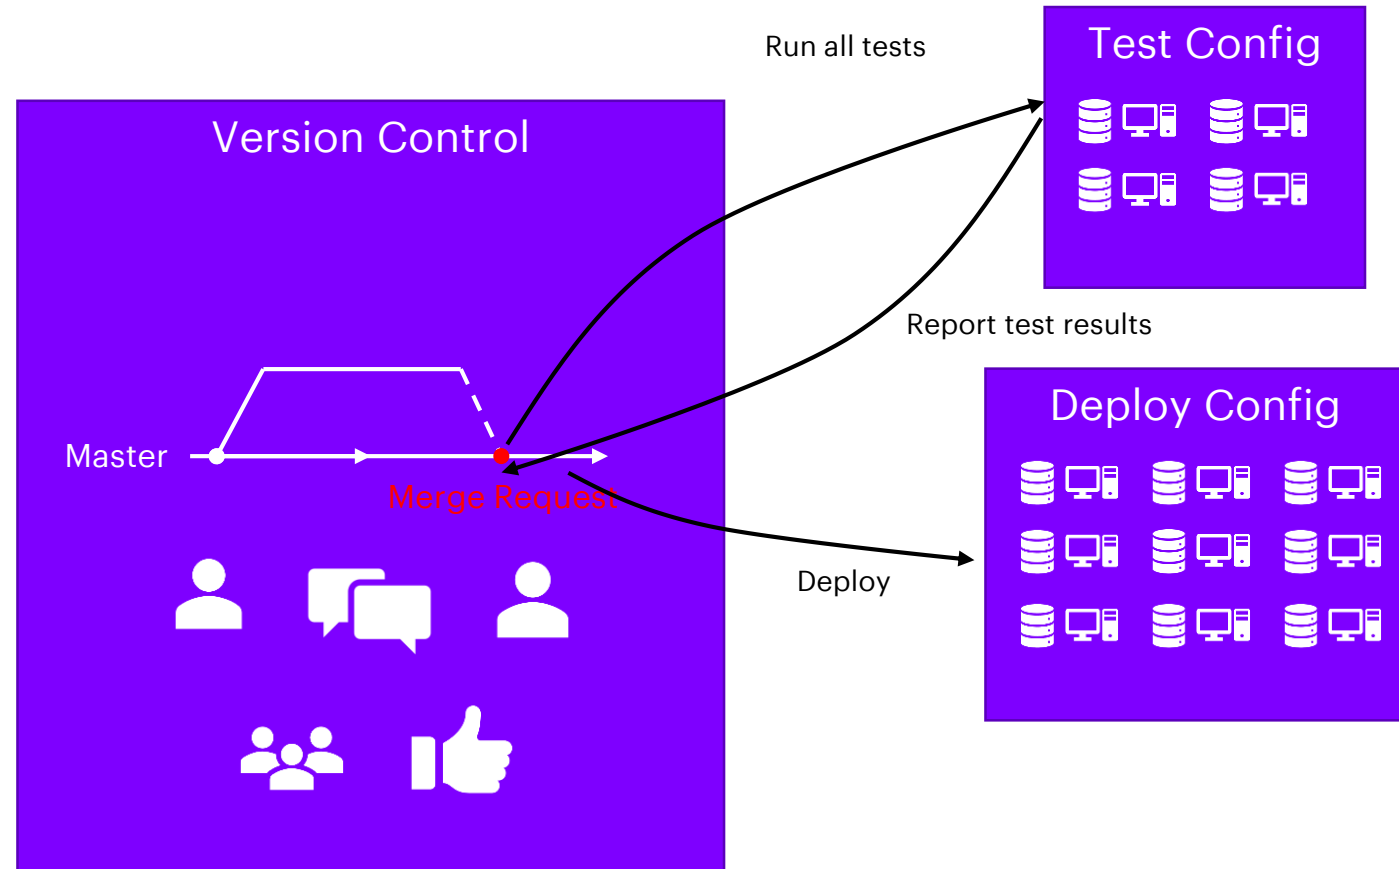 Run all tests
Test Config
Version Control
Report test results
Deploy Config
Master
Merge Request
Deploy